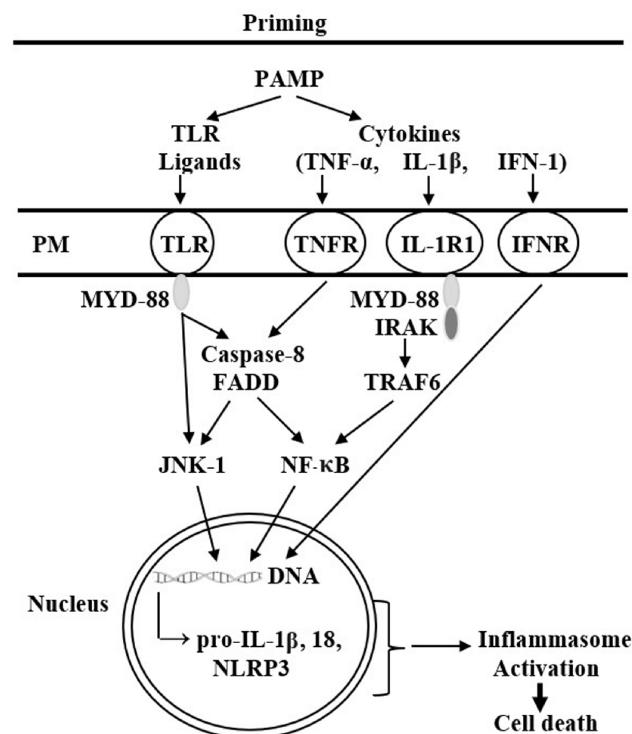 Priming
PAMP
TLR
Ligands
Cytokines
(TNF-α, IL-1β, IFN-1)
PM
TLR
TNFR
IL-1R1
IFNR
MYD-88
MYD-88
IRAK
Caspase-8
FADD
TRAF6
JNK-1
NF-κB
DNA
Nucleus
pro-IL-1β, 18,
NLRP3
Inflammasome
Activation
Cell death